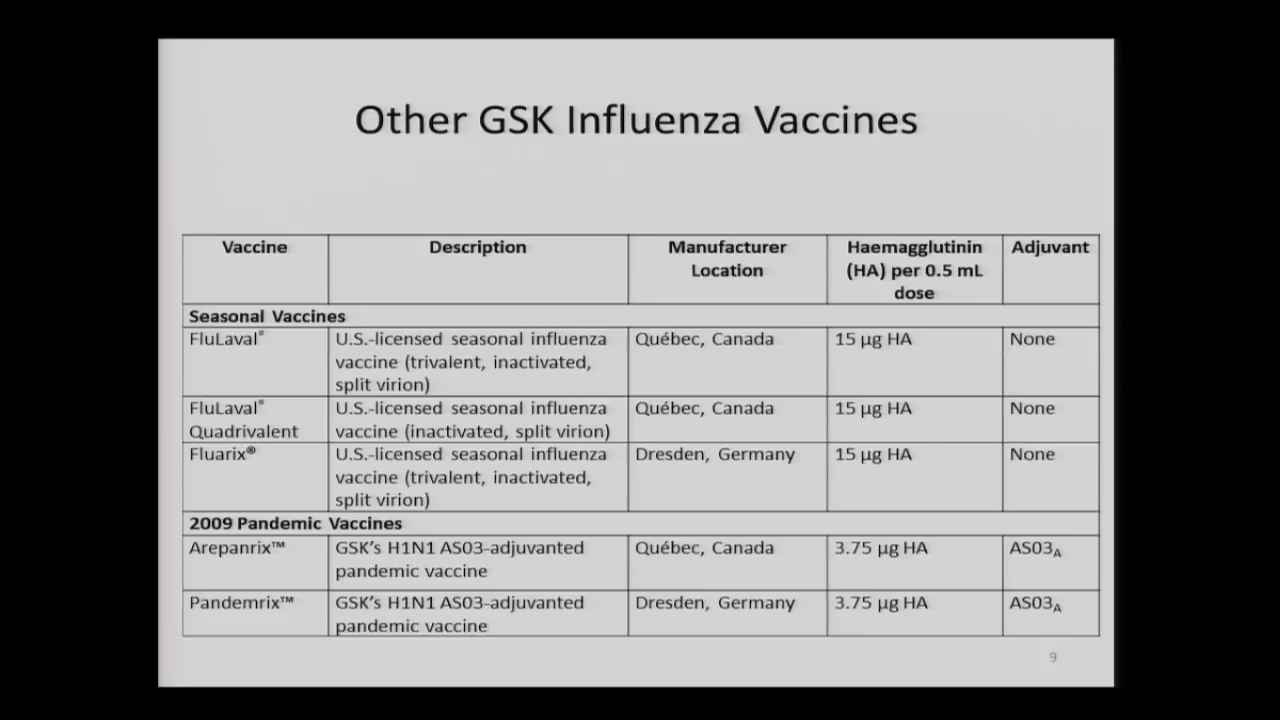 Other GSK Influenza Vaccines
Vaccine Description Manufacturer Location Haemagglutinin (HA) per 0.5 mL dose Adjuvant
Seasonal Vaccines
FluLaval® U.S.-licensed seasonal influenza vaccine (trivalent, inactivated, split virion) Québec, Canada 15 µg HA None
FluLaval® Quadrivalent U.S.-licensed seasonal influenza vaccine (inactivated, split virion) Québec, Canada 15 µg HA None
Fluarix® U.S.-licensed seasonal influenza vaccine (trivalent, inactivated, split virion) Dresden, Germany 15 µg HA None
2009 Pandemic Vaccines
Arepanrix™ GSK's H1N1 AS03-adjuvanted pandemic vaccine Québec, Canada 3.75 µg HA AS03A
Pandemrix™ GSK's H1N1 AS03-adjuvanted pandemic vaccine Dresden, Germany 3.75 µg HA AS03A
9